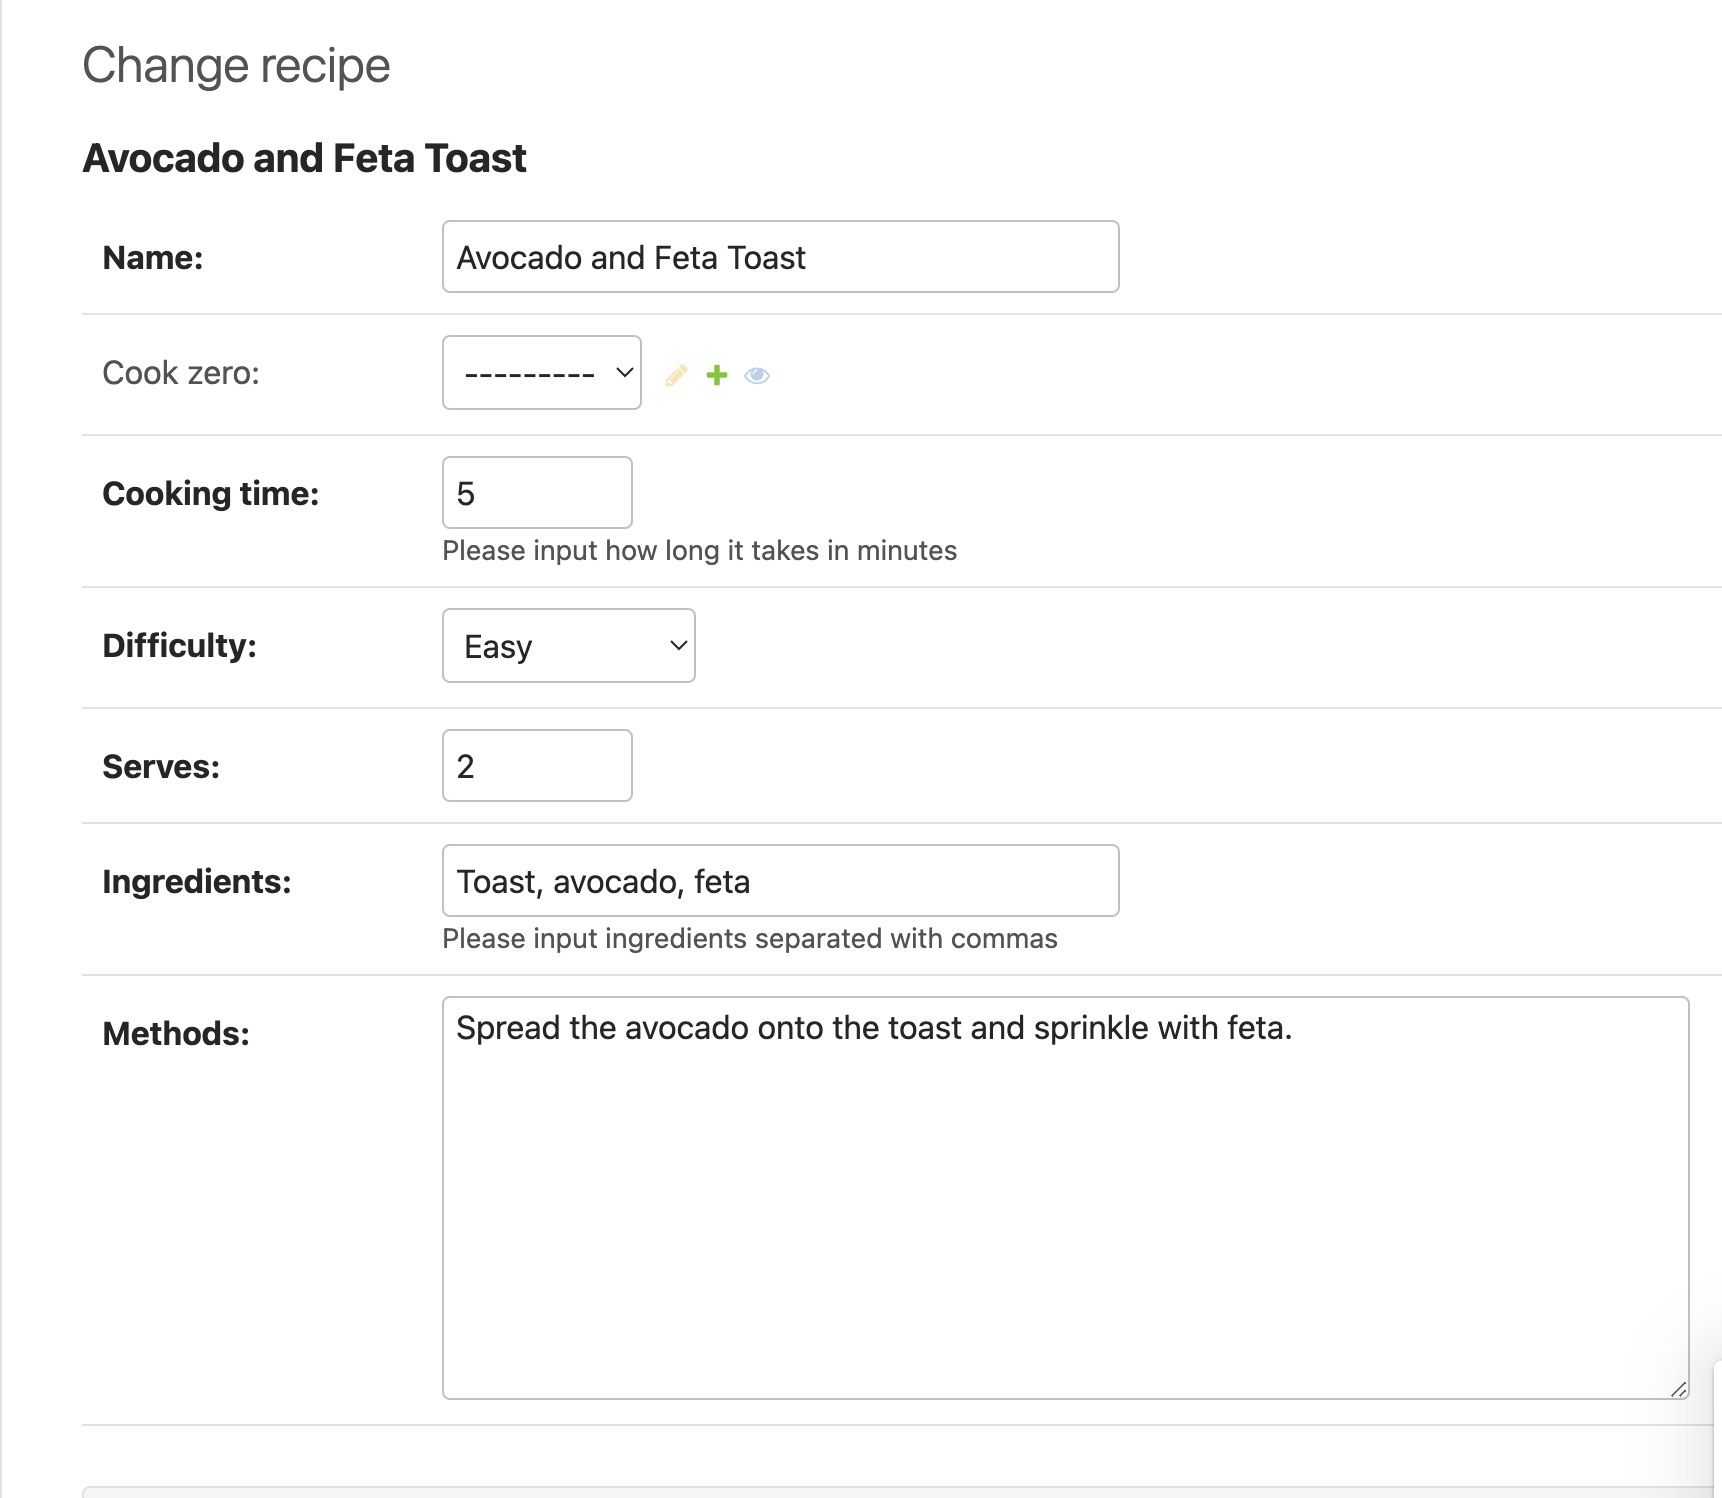 Change recipe
Avocado and Feta Toast
Name: Avocado and Feta Toast
Cook zero: ---------
Cooking time: 5
Please input how long it takes in minutes
Difficulty: Easy
Serves: 2
Ingredients: Toast, avocado, feta
Please input ingredients separated with commas
Methods: Spread the avocado onto the toast and sprinkle with feta.